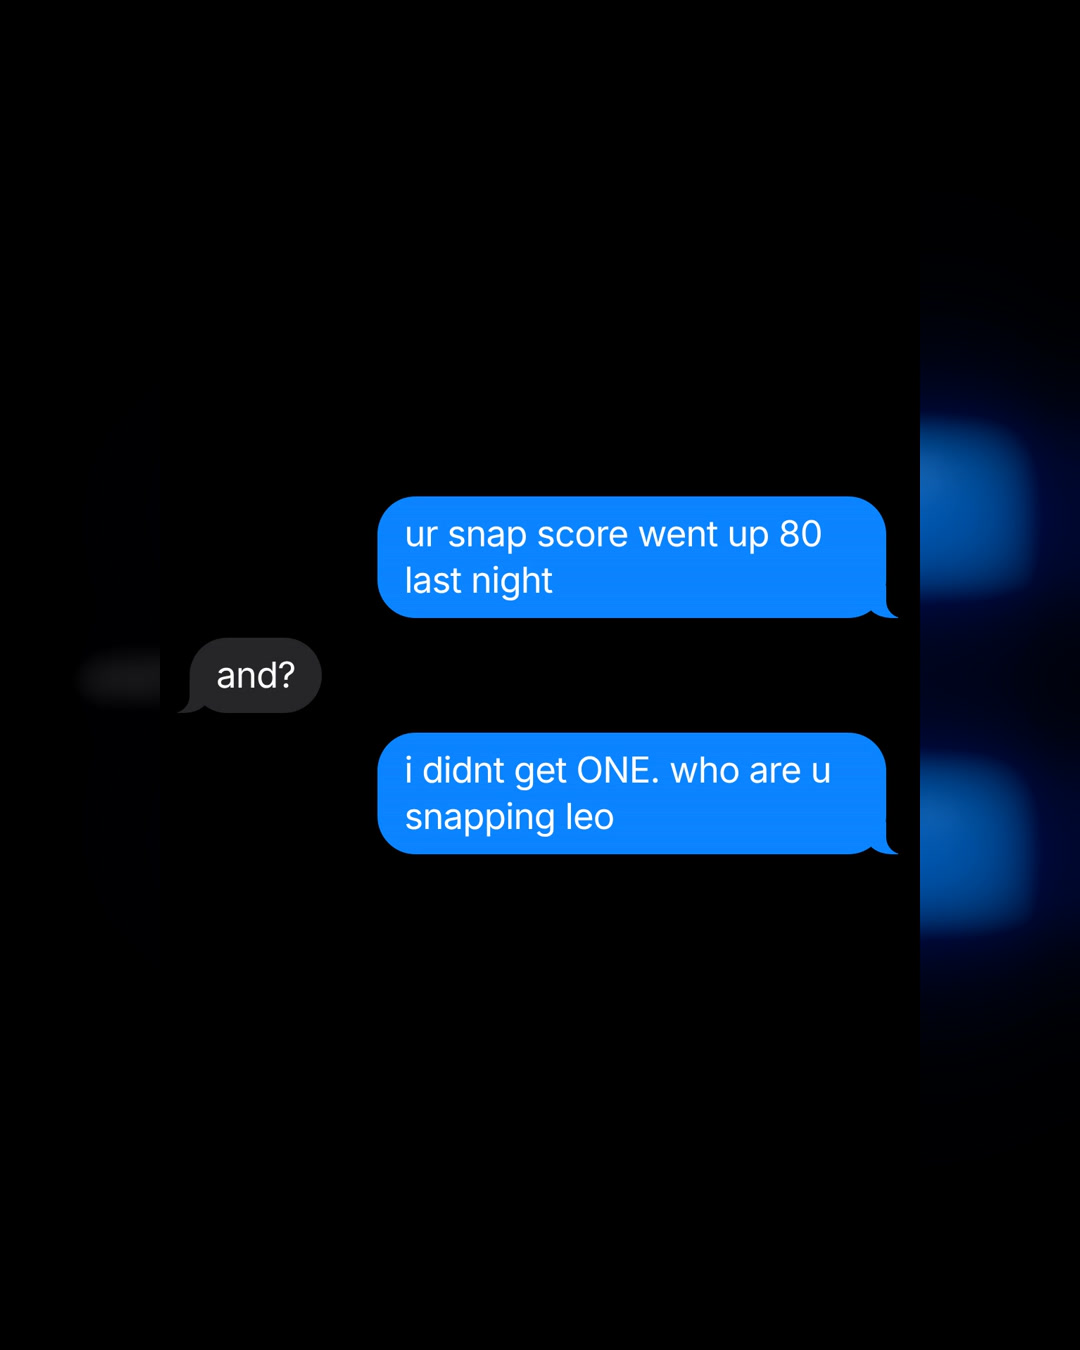 ur snap score went up 80
last night
and?
i didnt get ONE. who are u
snapping leo